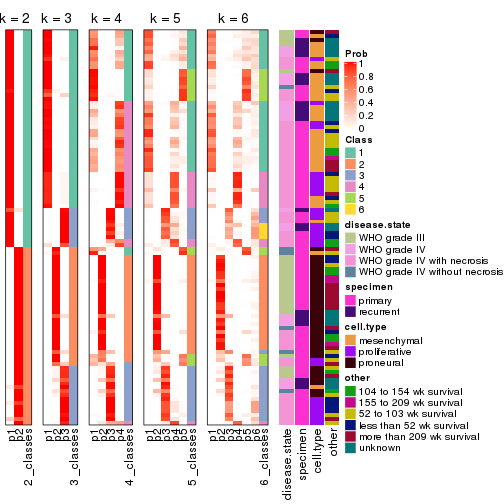 k = 2 k = 3 k = 4 k = 5 k = 6
Prob
1
0.8
0.6
0.4
0.2
0
Class
1
2
3
4
5
6
disease.state
WHO grade III
WHO grade IV
WHO grade IV with necrosis
WHO grade IV without necrosis
specimen
primary
recurrent
cell.type
mesenchymal
proliferative
proneural
other
104 to 154 wk survival
155 to 209 wk survival
52 to 103 wk survival
less than 52 wk survival
more than 209 wk survival
unknown
p1
p2
2_classes
p1
p2
p3
3_classes
p1
p2
p3
p4
4_classes
p1
p2
p3
p4
p5
5_classes
p1
p2
p3
p4
p5
p6
6_classes
disease.state
specimen
cell.type
other